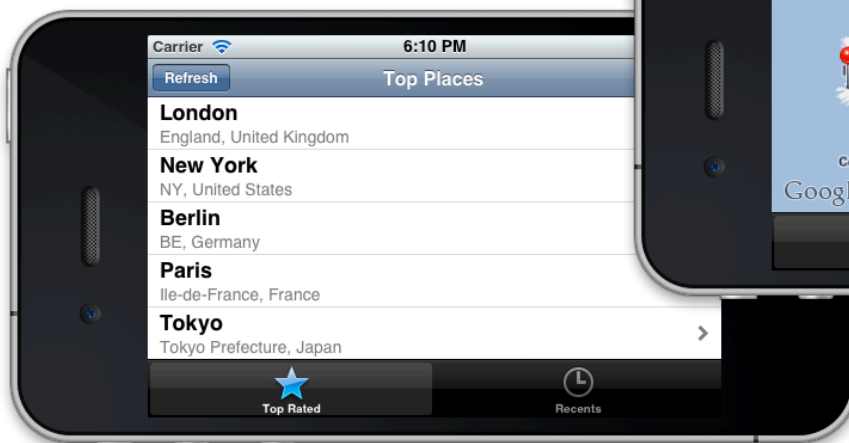 Carrier 6:10 PM
Refresh Top Places
London
England, United Kingdom
New York
NY, United States
Berlin
BE, Germany
Paris
Ile-de-France, France
Tokyo
Tokyo Prefecture, Japan
Top Rated Recents